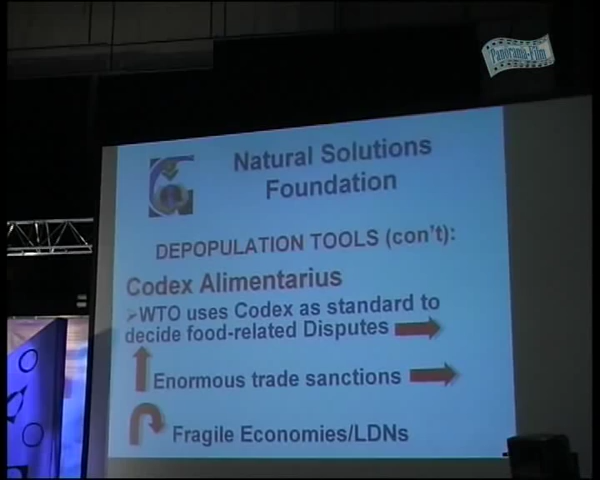 Panorama-Film
Natural Solutions
Foundation
DEPOPULATION TOOLS (con't):
Codex Alimentarius
➢WTO uses Codex as standard to
decide food-related Disputes
Enormous trade sanctions
Fragile Economies/LDNs